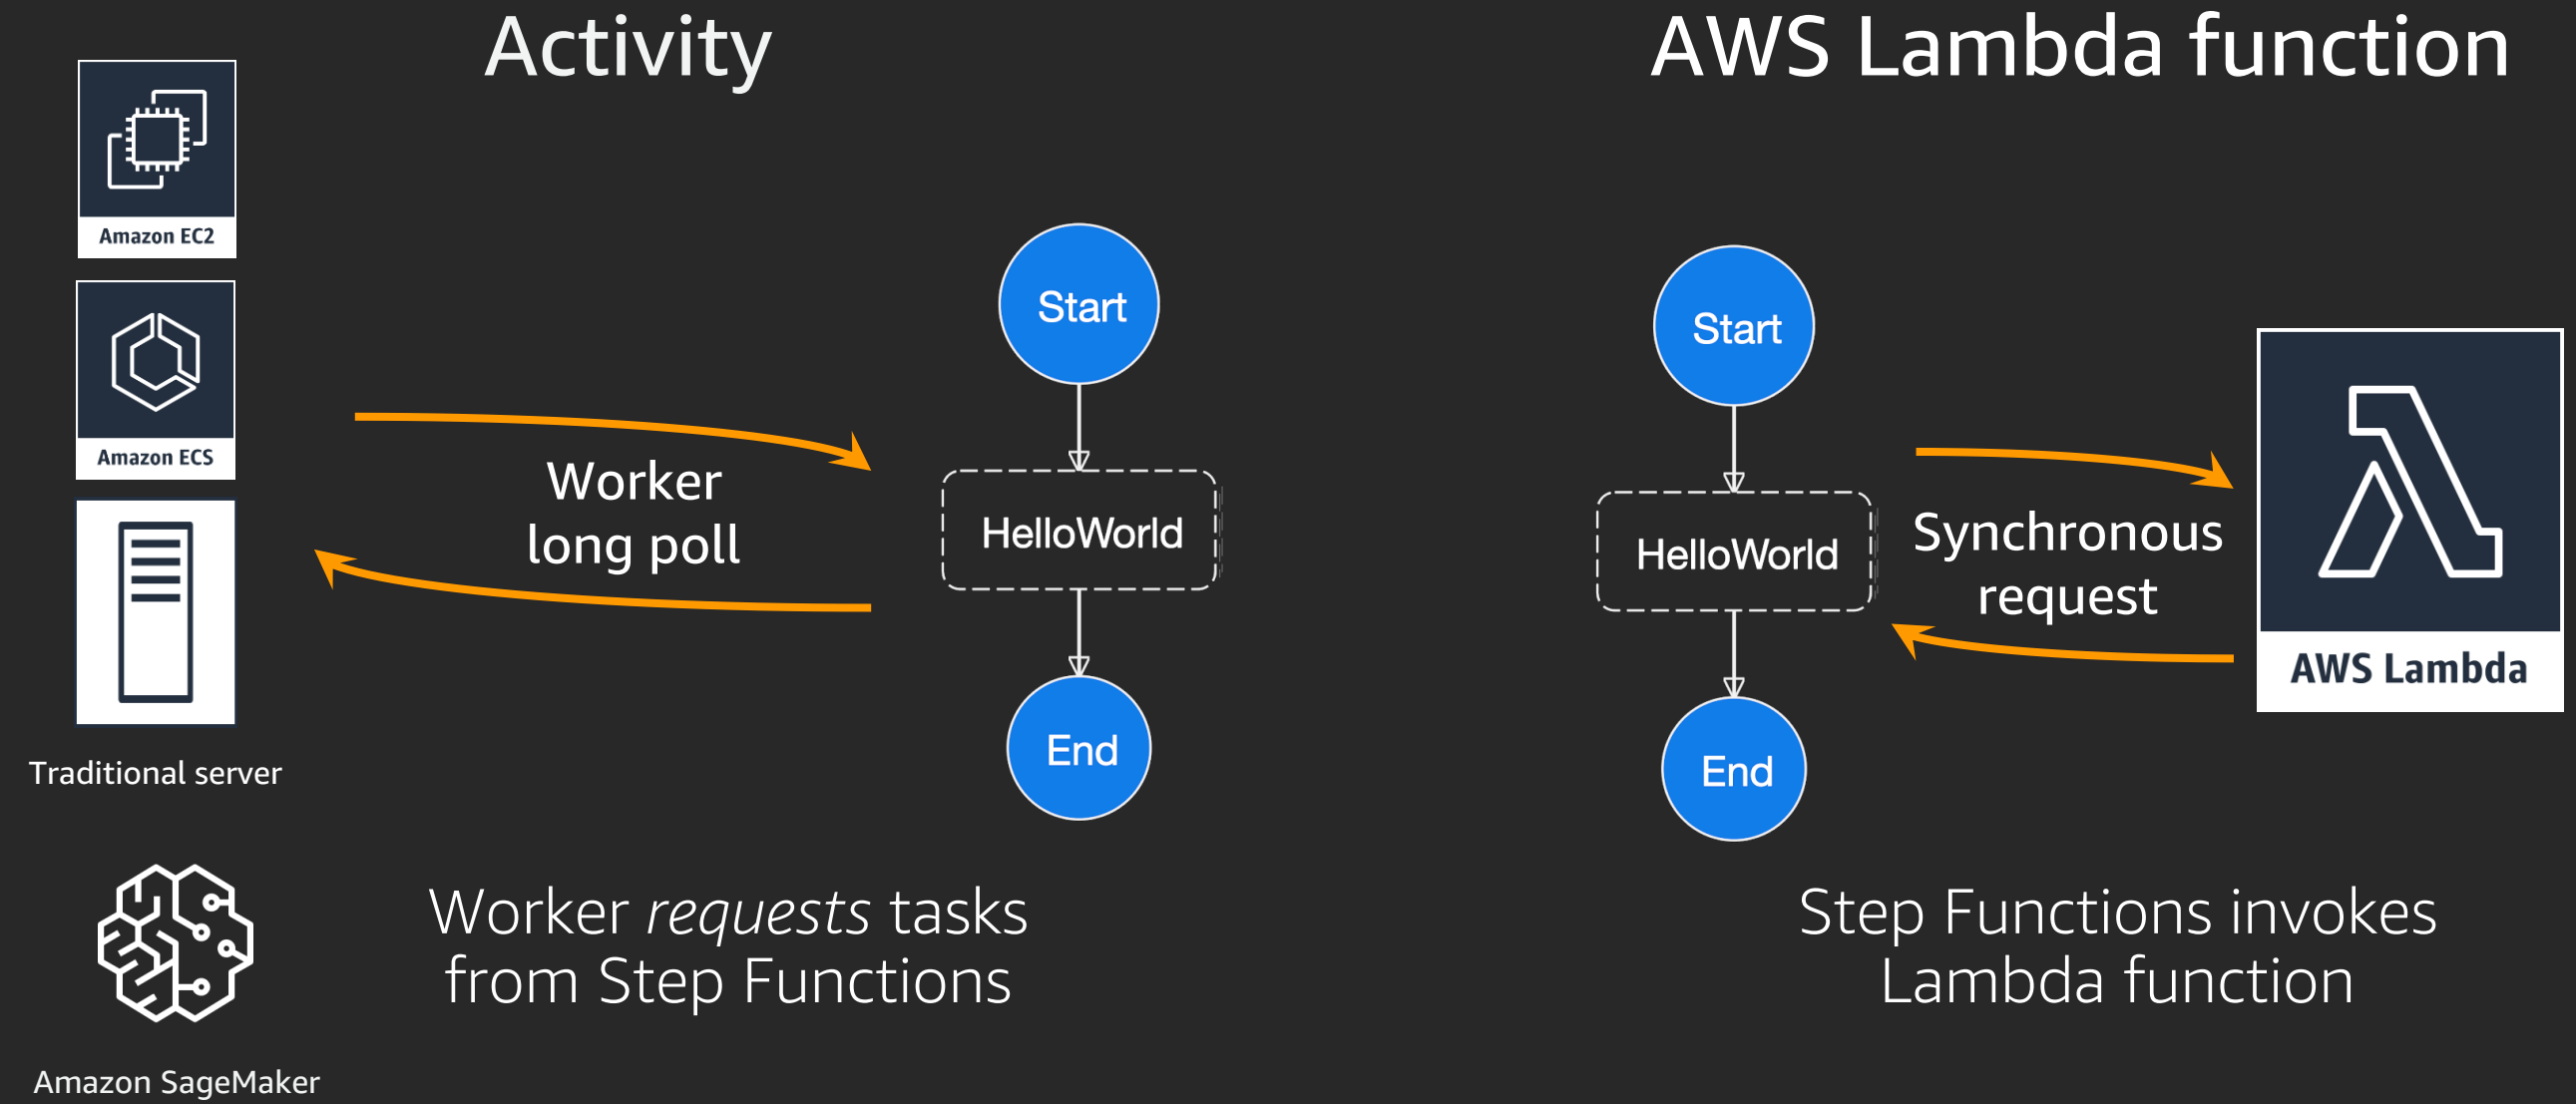 Activity
Amazon EC2
Amazon ECS
Traditional server
Amazon SageMaker
Worker
long poll
Start
HelloWorld
End
Worker requests tasks
from Step Functions
AWS Lambda function
Start
HelloWorld
End
Synchronous
request
AWS Lambda
Step Functions invokes
Lambda function